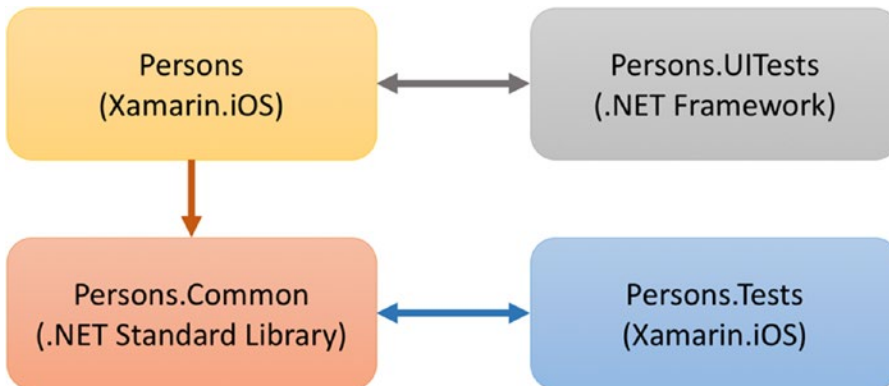 Persons
(Xamarin.iOS)
Persons.UITests
(.NET Framework)
Persons.Common
(.NET Standard Library)
Persons.Tests
(Xamarin.iOS)